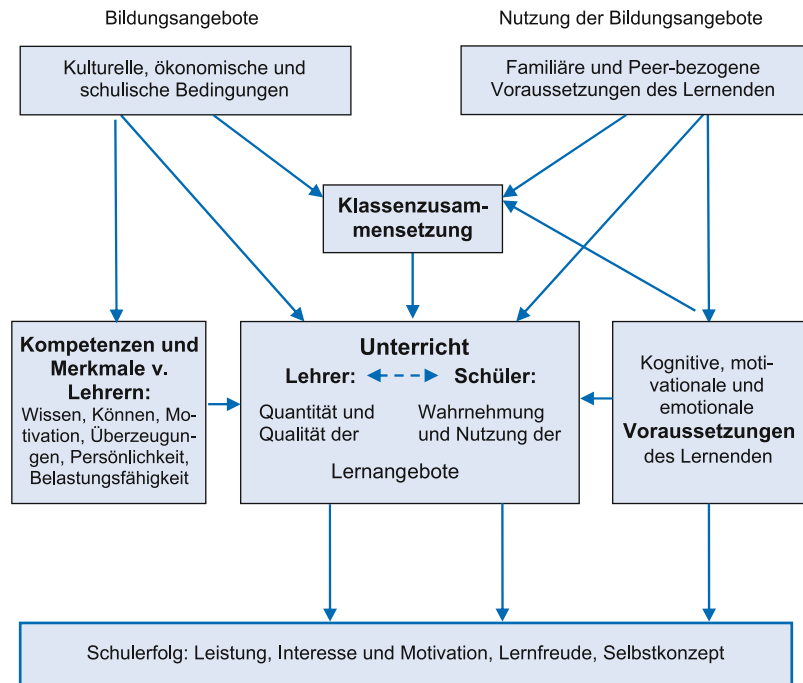 Bildungsangebote
Nutzung der Bildungsangebote
Kulturelle, ökonomische und
schulische Bedingungen
Familiäre und Peer-bezogene
Voraussetzungen des Lernenden
Klassenzusam-
mensetzung
Kompetenzen und
Merkmale v.
Lehrern:
Wissen, Können, Mo-
tivation, Überzeugun-
gen, Persönlichkeit,
Belastungsfähigkeit
Unterricht
Lehrer:
Schüler:
Quantität und
Qualität der
Wahrnehmung
und Nutzung der
Lernangebote
Kognitive, moti-
vationale und
emotionale
Voraussetzungen
des Lernenden
Schulerfolg: Leistung, Interesse und Motivation, Lernfreude, Selbstkonzept